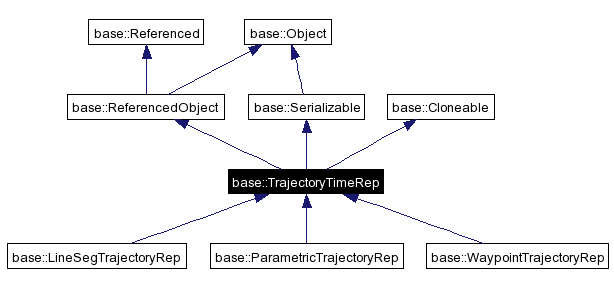 base::Referenced
base::Object
base::ReferencedObject
base::Serializable
base::Cloneable
base::TrajectoryTimeRep
base::LineSegTrajectoryRep
base::ParametricTrajectoryRep
base::WaypointTrajectoryRep